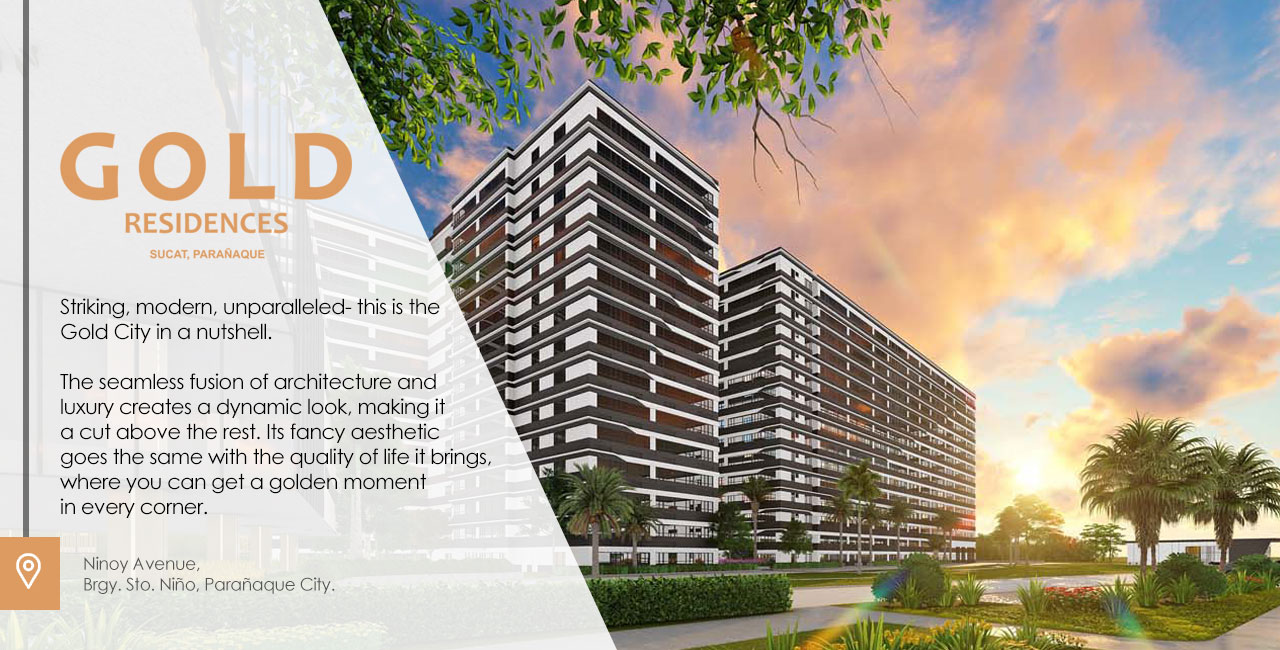 GOLD
RESIDENCES
SUCAT, PARAÑAQUE
Striking, modern, unparalleled- this is the
Gold City in a nutshell.
The seamless fusion of architecture and
luxury creates a dynamic look, making it
a cut above the rest. Its fancy aesthetic
goes the same with the quality of life it brings,
where you can get a golden moment
in every corner.
Ninoy Avenue,
Brgy. Sto. Niño, Parañaque City.